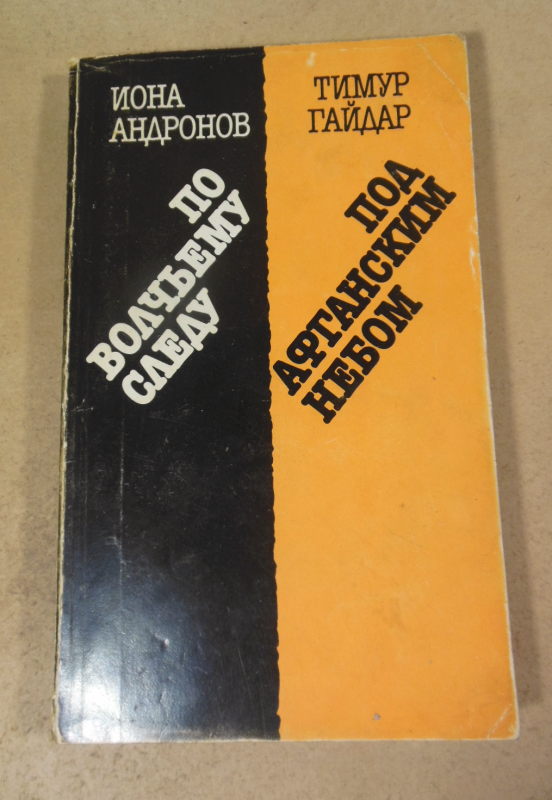 ИОНА
АНДРОНОВ
ПО
ВОЛЧЬЕМУ
СЛЕДУ
ТИМУР
ГАЙДАР
ПОД
АФГАНСКИМ
НЕБОМ